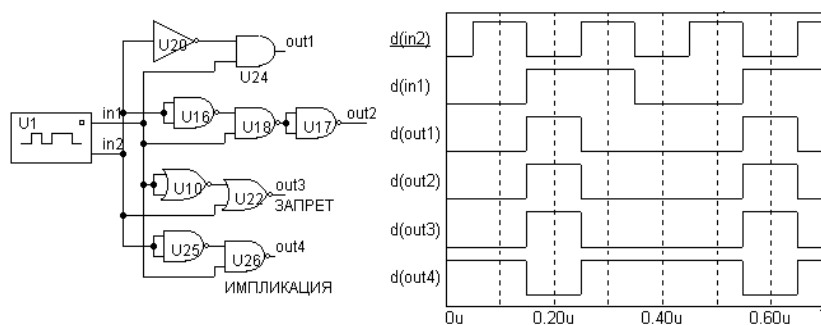 U20
out1
U24
U1
in1
in2
U16
U18
U17
out2
U10
U22
out3
ЗАПРЕТ
U25
U26
out4
ИМПЛИКАЦИЯ
d(in2)
d(in1)
d(out1)
d(out2)
d(out3)
d(out4)
0u 0.20u 0.40u 0.60u